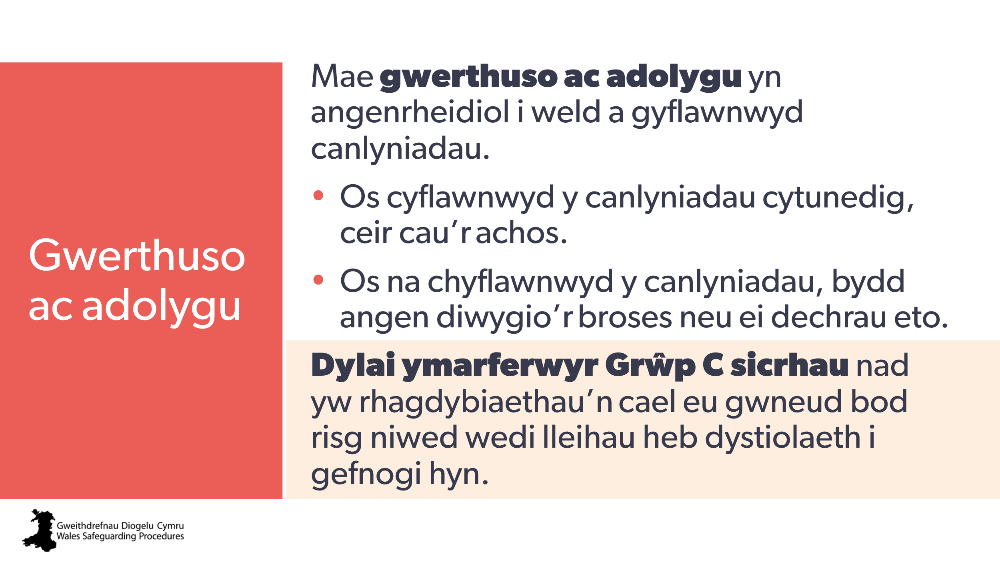 Gwerthuso
ac adolygu
Mae gwerthuso ac adolygu yn
angenrheidiol i weld a gyflawnwyd
canlyniadau.
• Os cyflawnwyd y canlyniadau cytunedig,
ceir cau’r achos.
• Os na chyflawnwyd y canlyniadau, bydd
angen diwygio’r broses neu ei dechrau eto.
Dylai ymarferwyr Grŵp C sicrhau nad
yw rhagdybiaethau’n cael eu gwneud bod
risg niwed wedi lleihau heb dystiolaeth i
gefnogi hyn.
Gweithdrefnau Diogelu Cymru
Wales Safeguarding Procedures